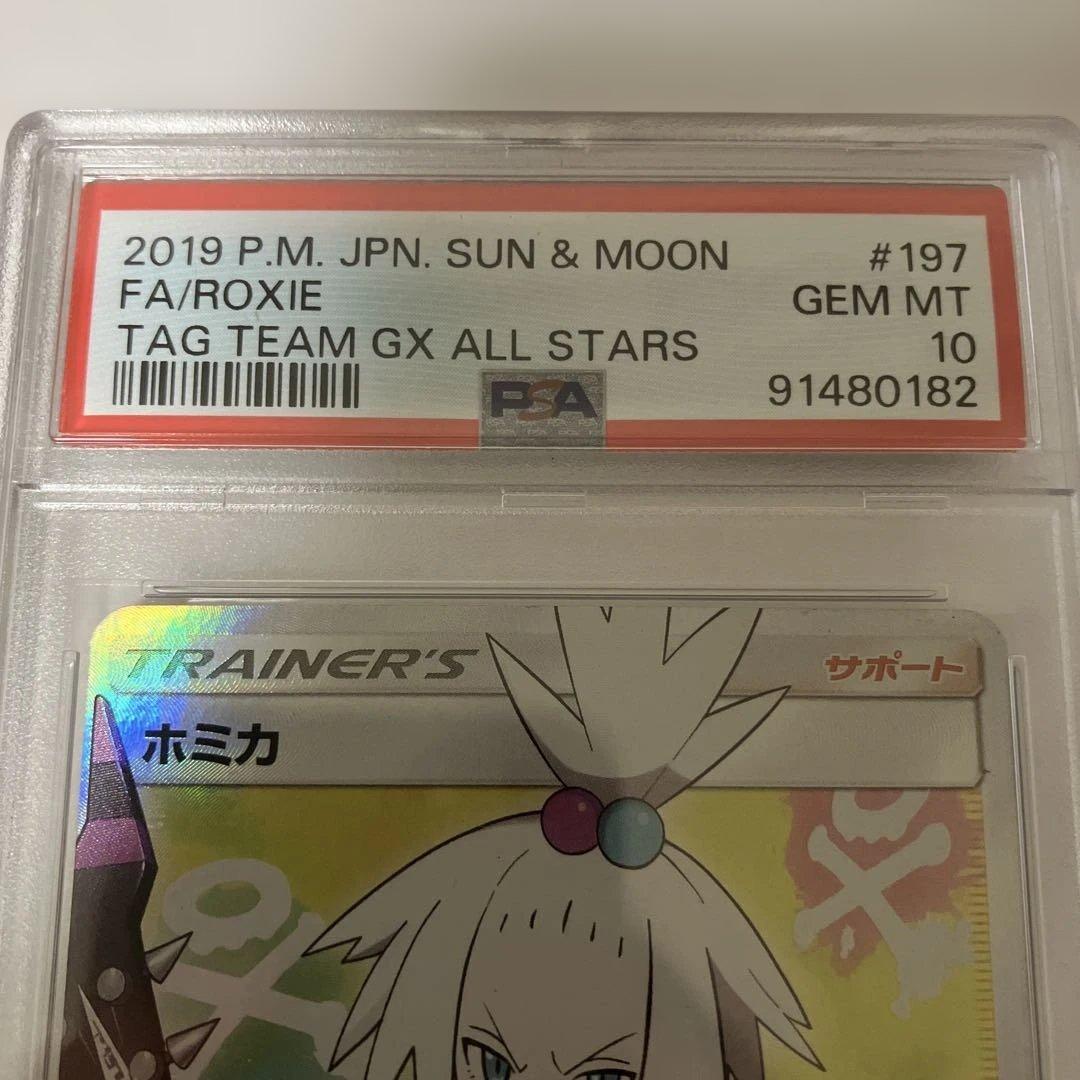 2019 P.M. JPN. SUN & MOON #197
FA/ROXIE GEM MT
TAG TEAM GX ALL STARS 10
PSA 91480182
TRAINER'S サポート
ホミカ